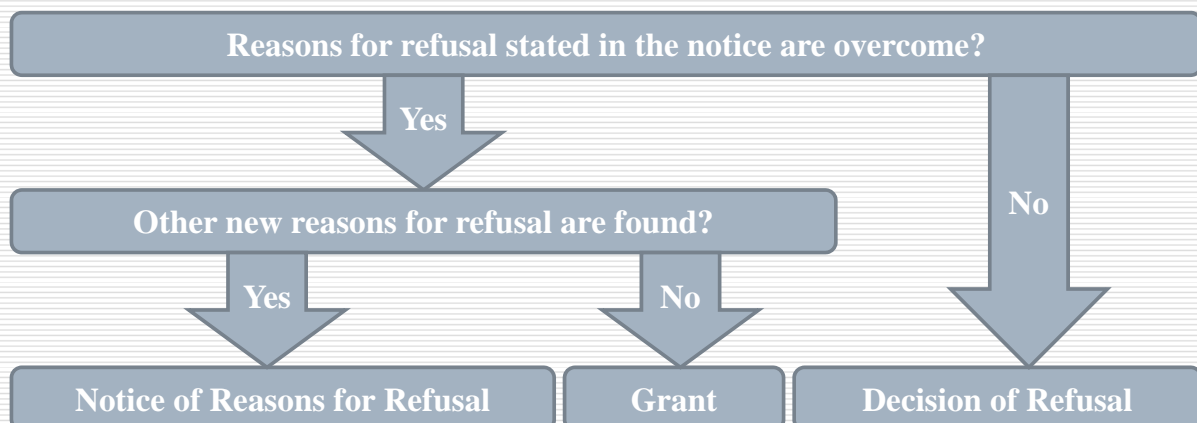 Reasons for refusal stated in the notice are overcome?
Yes
No
Other new reasons for refusal are found?
Yes
No
Notice of Reasons for Refusal
Grant
Decision of Refusal